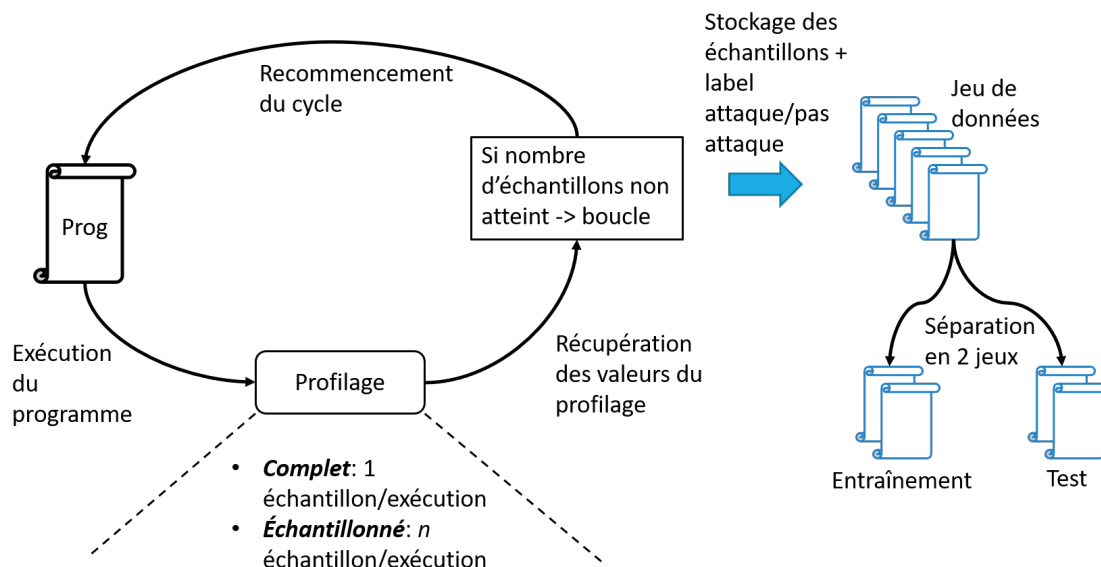 Recommencement
du cycle
Prog
Si nombre
d'échantillons non
atteint -> boucle
Exécution
du
programme
Profilage
Récupération
des valeurs du
profilage
• Complet: 1
échantillon/exécution
• Échantillonné: n
échantillon/exécution
Stockage des
échantillons +
label
attaque/pas
attaque
Jeu de
données
Séparation
en 2 jeux
Entraînement
Test